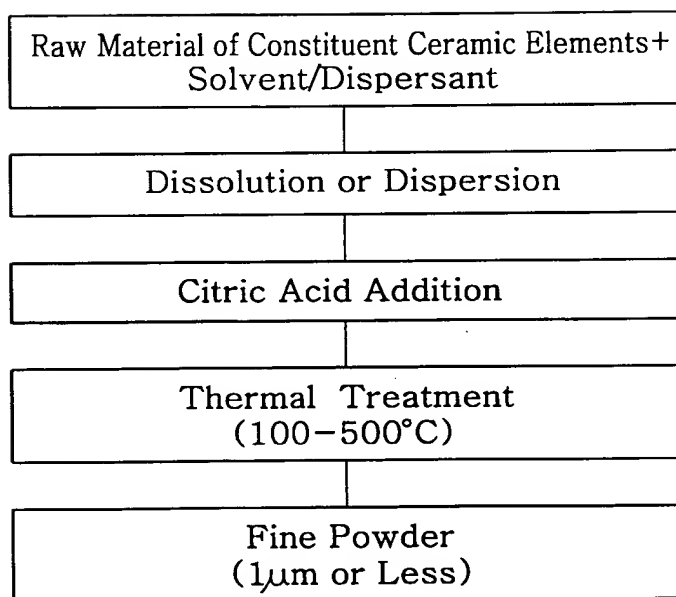 Raw Material of Constituent Ceramic Elements+
Solvent/Dispersant
Dissolution or Dispersion
Citric Acid Addition
Thermal Treatment
(100-500°C)
Fine Powder
(1μm or Less)